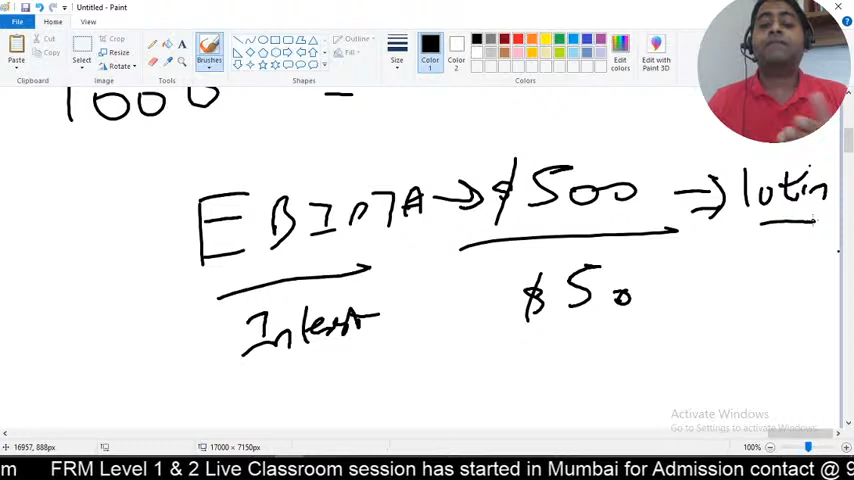 Untitled - Paint
File Home View
Paste Cut Copy
Select Crop Resize Rotate
Brushes
Outline Fill
Size
Color 1
Color 2
Edit colors
Edit with Paint 3D
Clipboard Image Tools Shapes Colors
1000 =
EBITDA → $500 → 10 times
Interest $50
Activate Windows
Go to Settings to activate Windows.
16957, 888px 17000 × 7150px 100%
m FRM Level 1 & 2 Live Classroom session has started in Mumbai for Admission contact @ 9